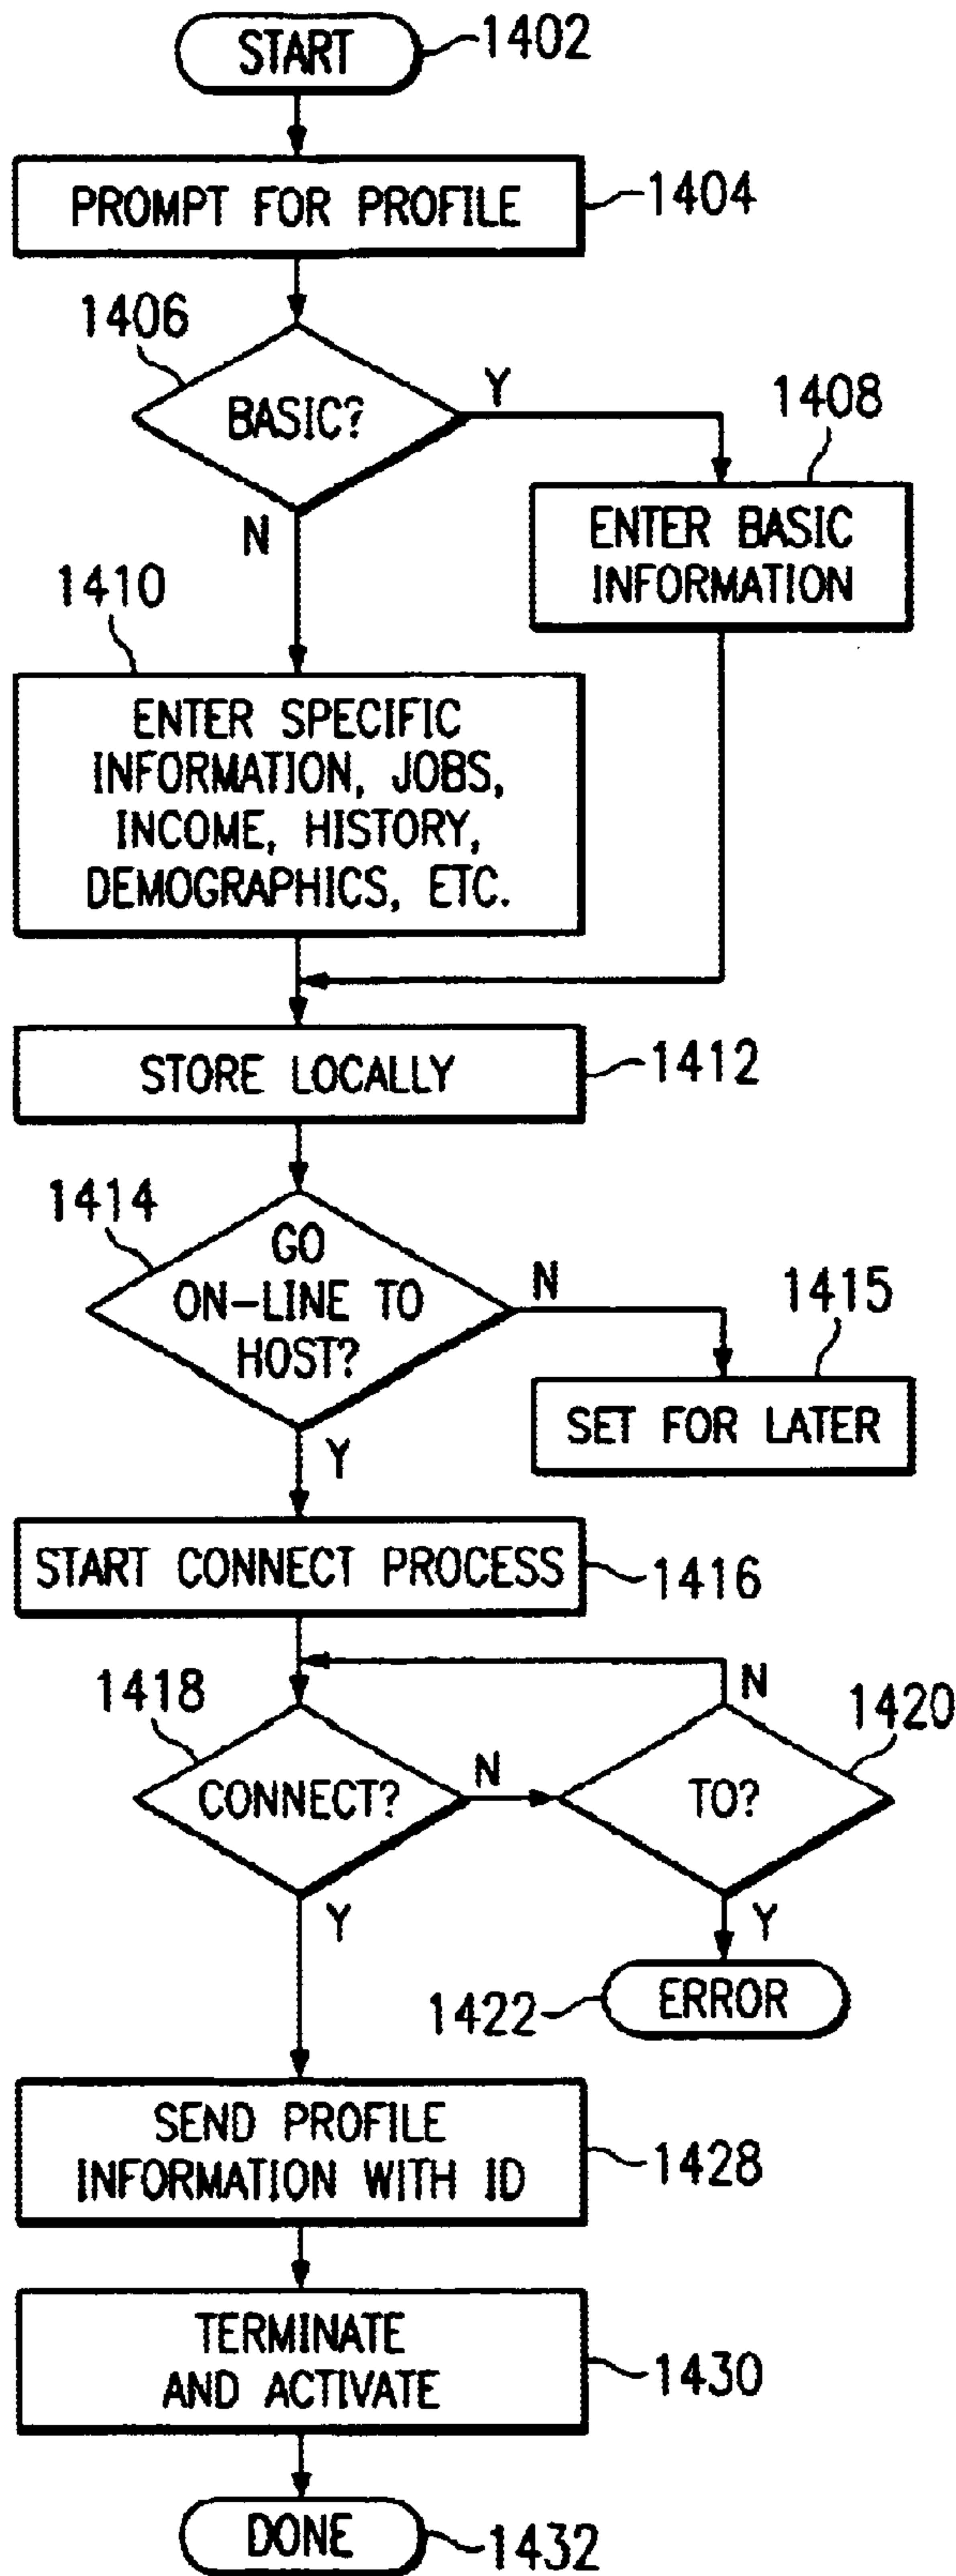 START
1402
PROMPT FOR PROFILE
1404
1406
BASIC?
Y
N
1408
ENTER BASIC
INFORMATION
1410
ENTER SPECIFIC
INFORMATION, JOBS,
INCOME, HISTORY,
DEMOGRAPHICS, ETC.
STORE LOCALLY
1412
1414
GO
ON-LINE TO
HOST?
N
Y
1415
SET FOR LATER
START CONNECT PROCESS
1416
1418
CONNECT?
N
Y
N
1420
TO?
Y
1422
ERROR
SEND PROFILE
INFORMATION WITH ID
1428
TERMINATE
AND ACTIVATE
1430
DONE
1432